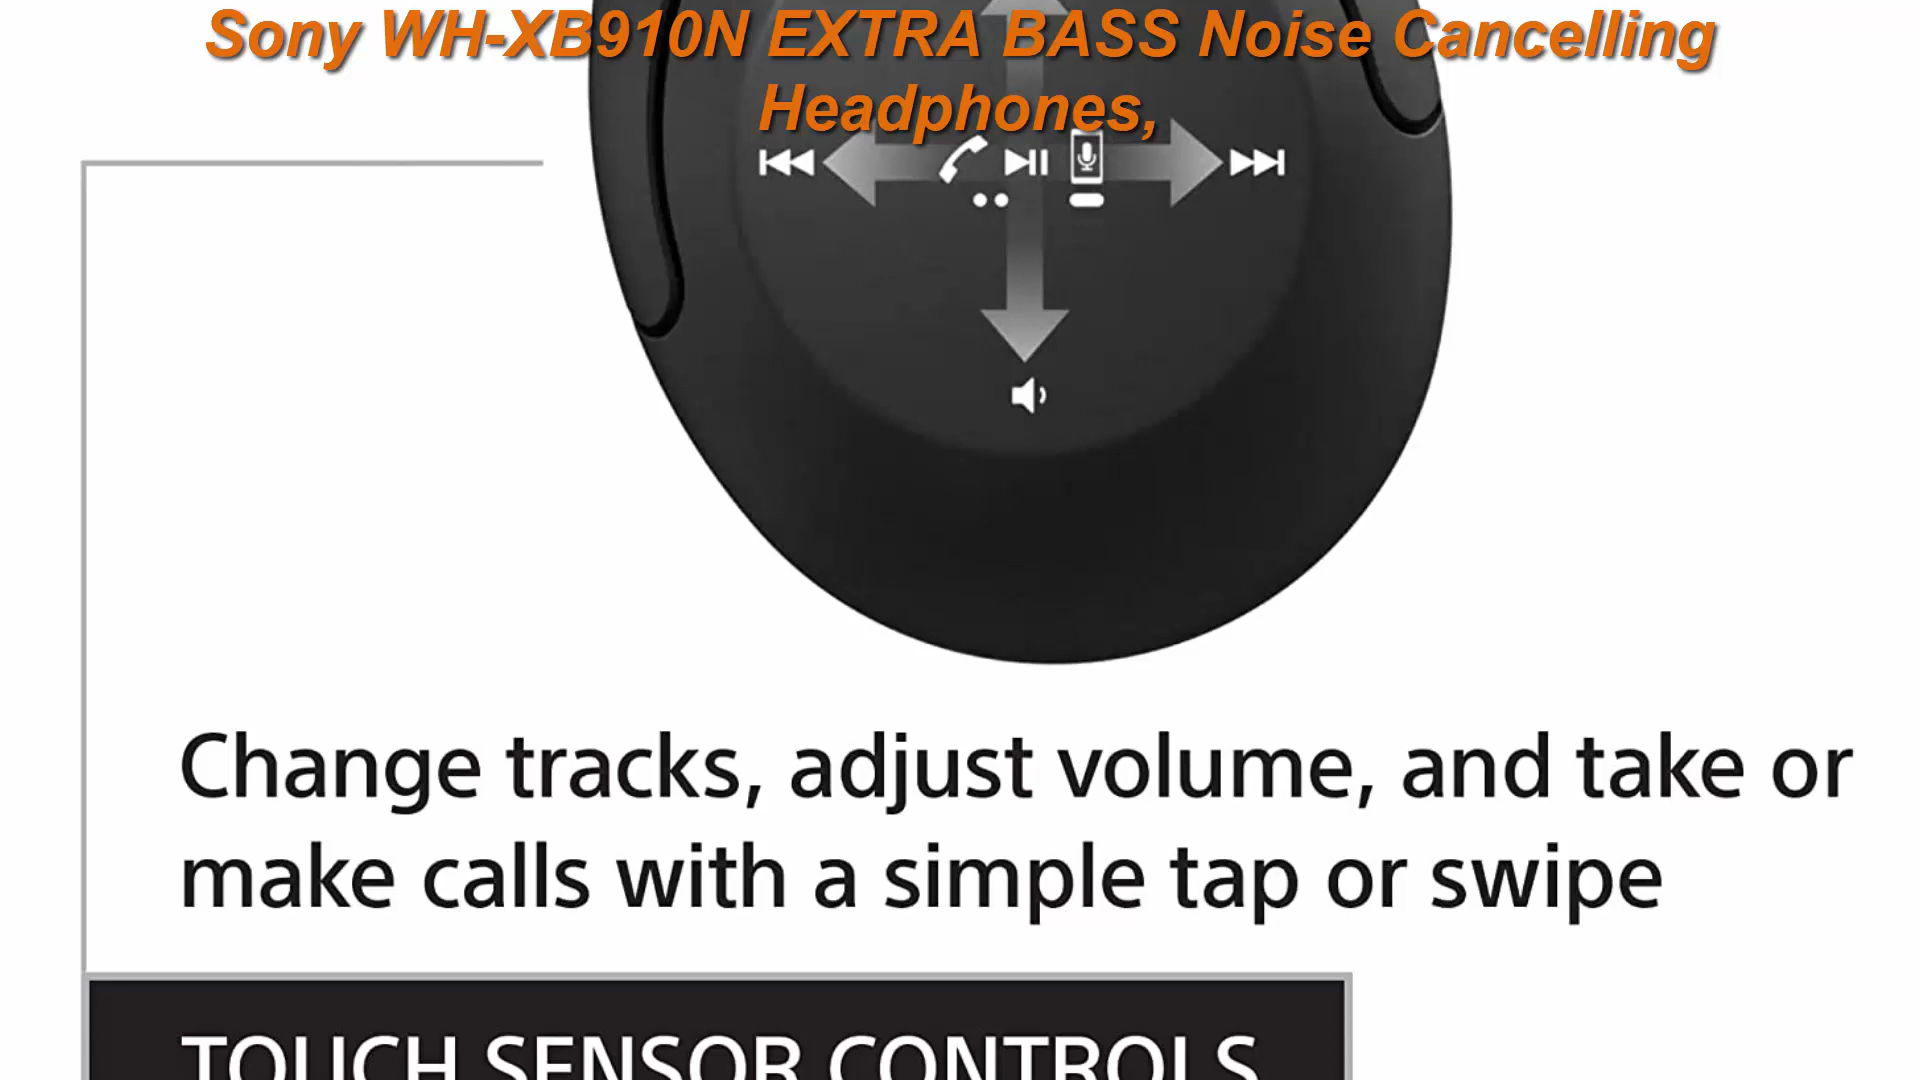 Sony WH-XB910N EXTRA BASS Noise Cancelling
Headphones,
Change tracks, adjust volume, and take or
make calls with a simple tap or swipe
TOUCH SENSOR CONTROLS